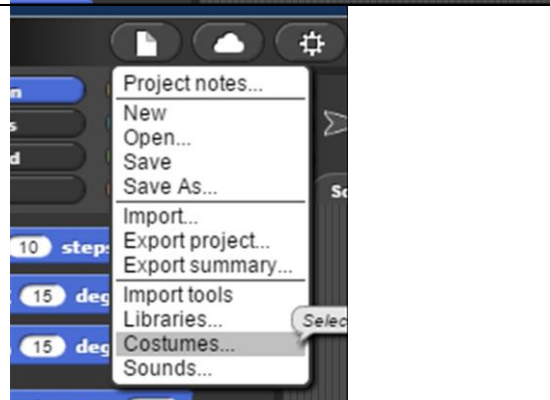 Project notes...
New
Open...
Save
Save As...
Import...
Export project...
Export summary...
Import tools
Libraries...
Costumes...
Sounds...
n
s
d
10 steps
15 deg
15 deg
Selec
Sc